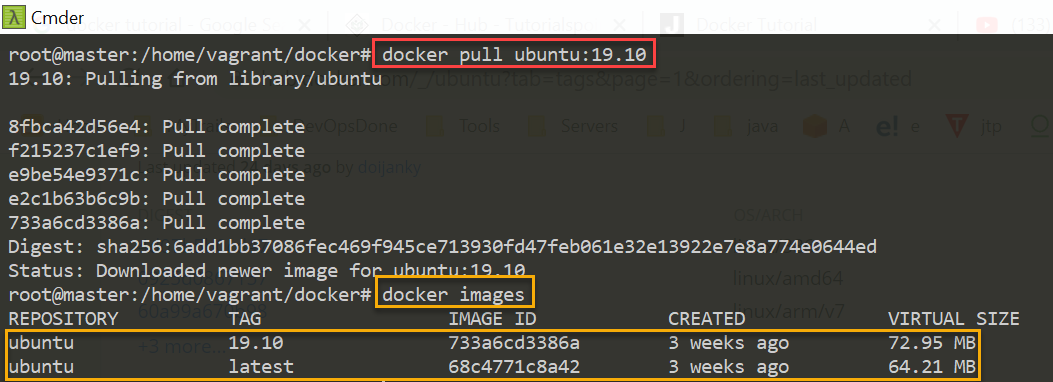 Cmder
root@master:/home/vagrant/docker# docker pull ubuntu:19.10
19.10: Pulling from library/ubuntu
8fbca42d56e4: Pull complete
f215237c1ef9: Pull complete
e9be54e9371c: Pull complete
e2c1b63b6c9b: Pull complete
733a6cd3386a: Pull complete
Digest: sha256:6add1bb37086fec469f945ce713930fd47feb061e32e13922e7e8a774e0644ed
Status: Downloaded newer image for ubuntu:19.10
root@master:/home/vagrant/docker# docker images
REPOSITORY TAG IMAGE ID CREATED VIRTUAL SIZE
ubuntu 19.10 733a6cd3386a 3 weeks ago 72.95 MB
ubuntu latest 68c4771c8a42 3 weeks ago 64.21 MB